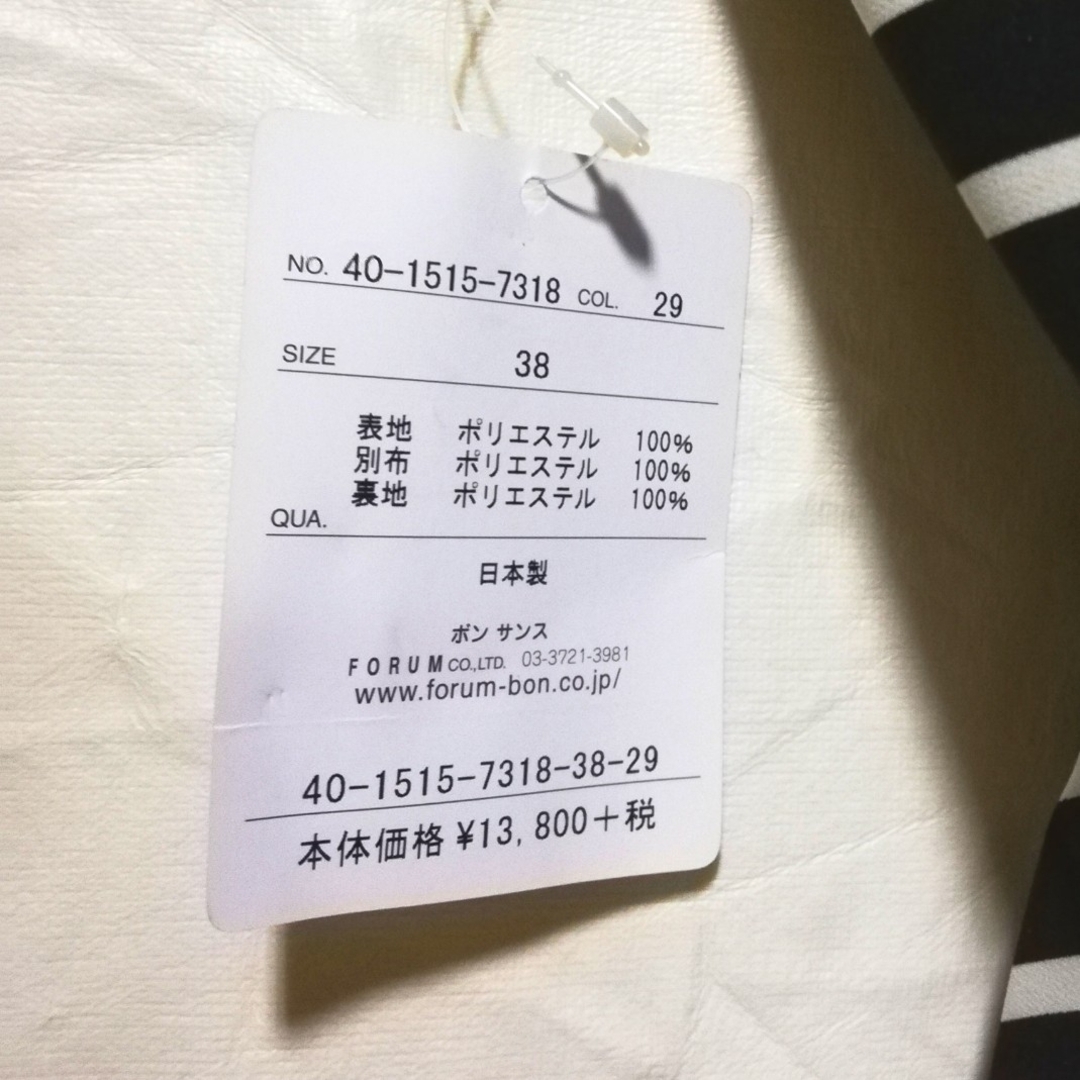 NO. 40-1515-7318 COL. 29
SIZE 38
表地 ポリエステル 100%
別布 ポリエステル 100%
裏地 ポリエステル 100%
QUA.
日本製
ボン サンス
FORUM CO.,LTD. 03-3721-3981
www.forum-bon.co.jp/
40-1515-7318-38-29
本体価格 ¥13,800+税